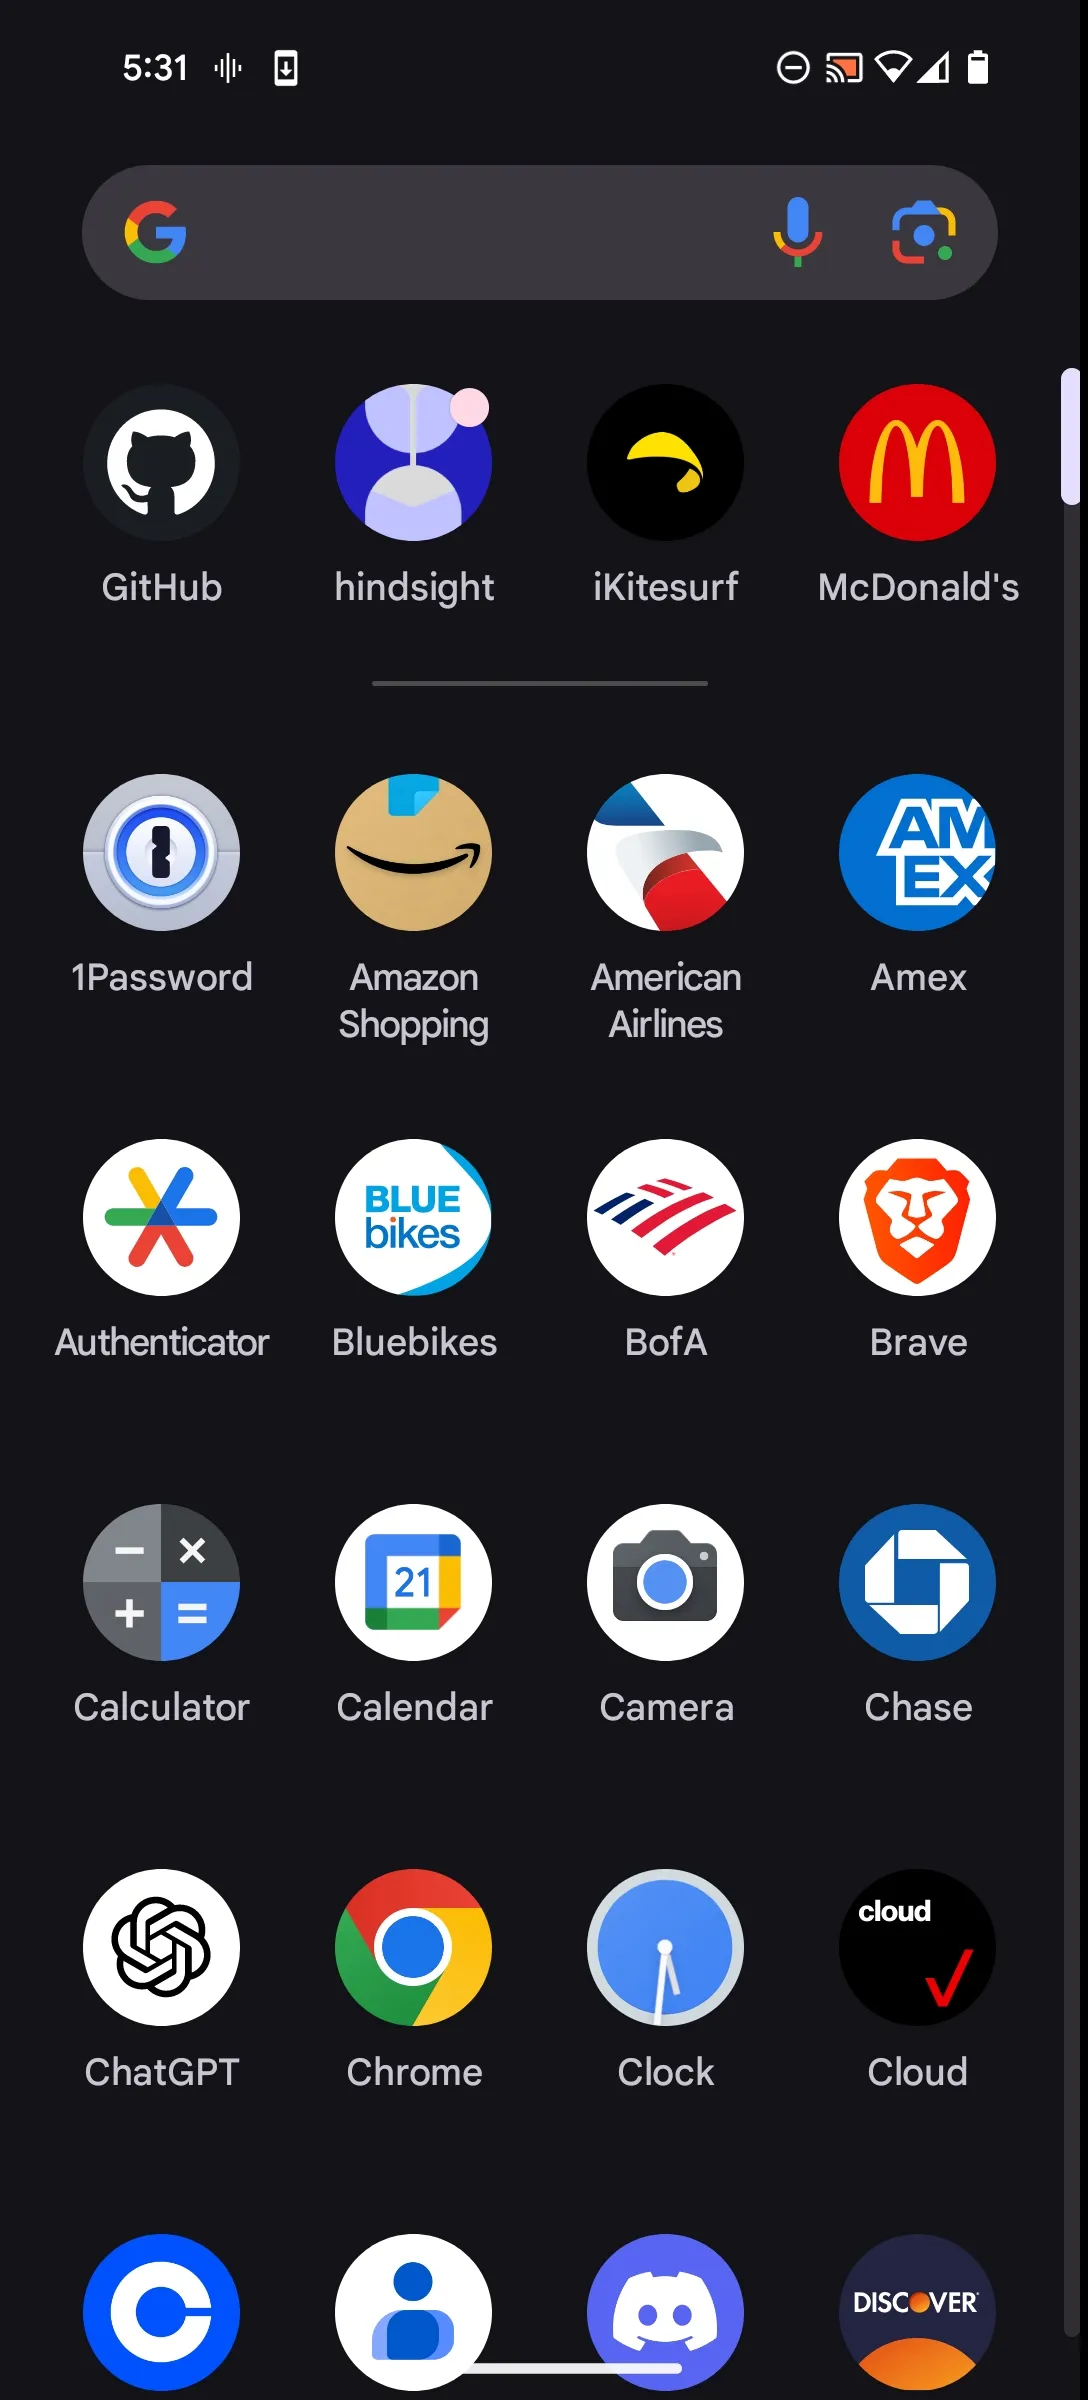 5:31
GitHub
hindsight
iKitesurf
McDonald's
AM
EX
1Password
Amazon
Shopping
American
Airlines
Amex
BLUE
bikes
Authenticator
Bluebikes
BofA
Brave
21
Calculator
Calendar
Camera
Chase
cloud
ChatGPT
Chrome
Clock
Cloud
DISCOVER